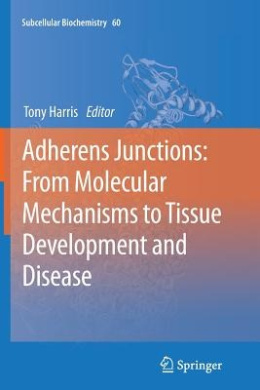 Subcellular Biochemistry 60
Tony Harris Editor
Adherens Junctions:
From Molecular
Mechanisms to Tissue
Development and
Disease
Springer